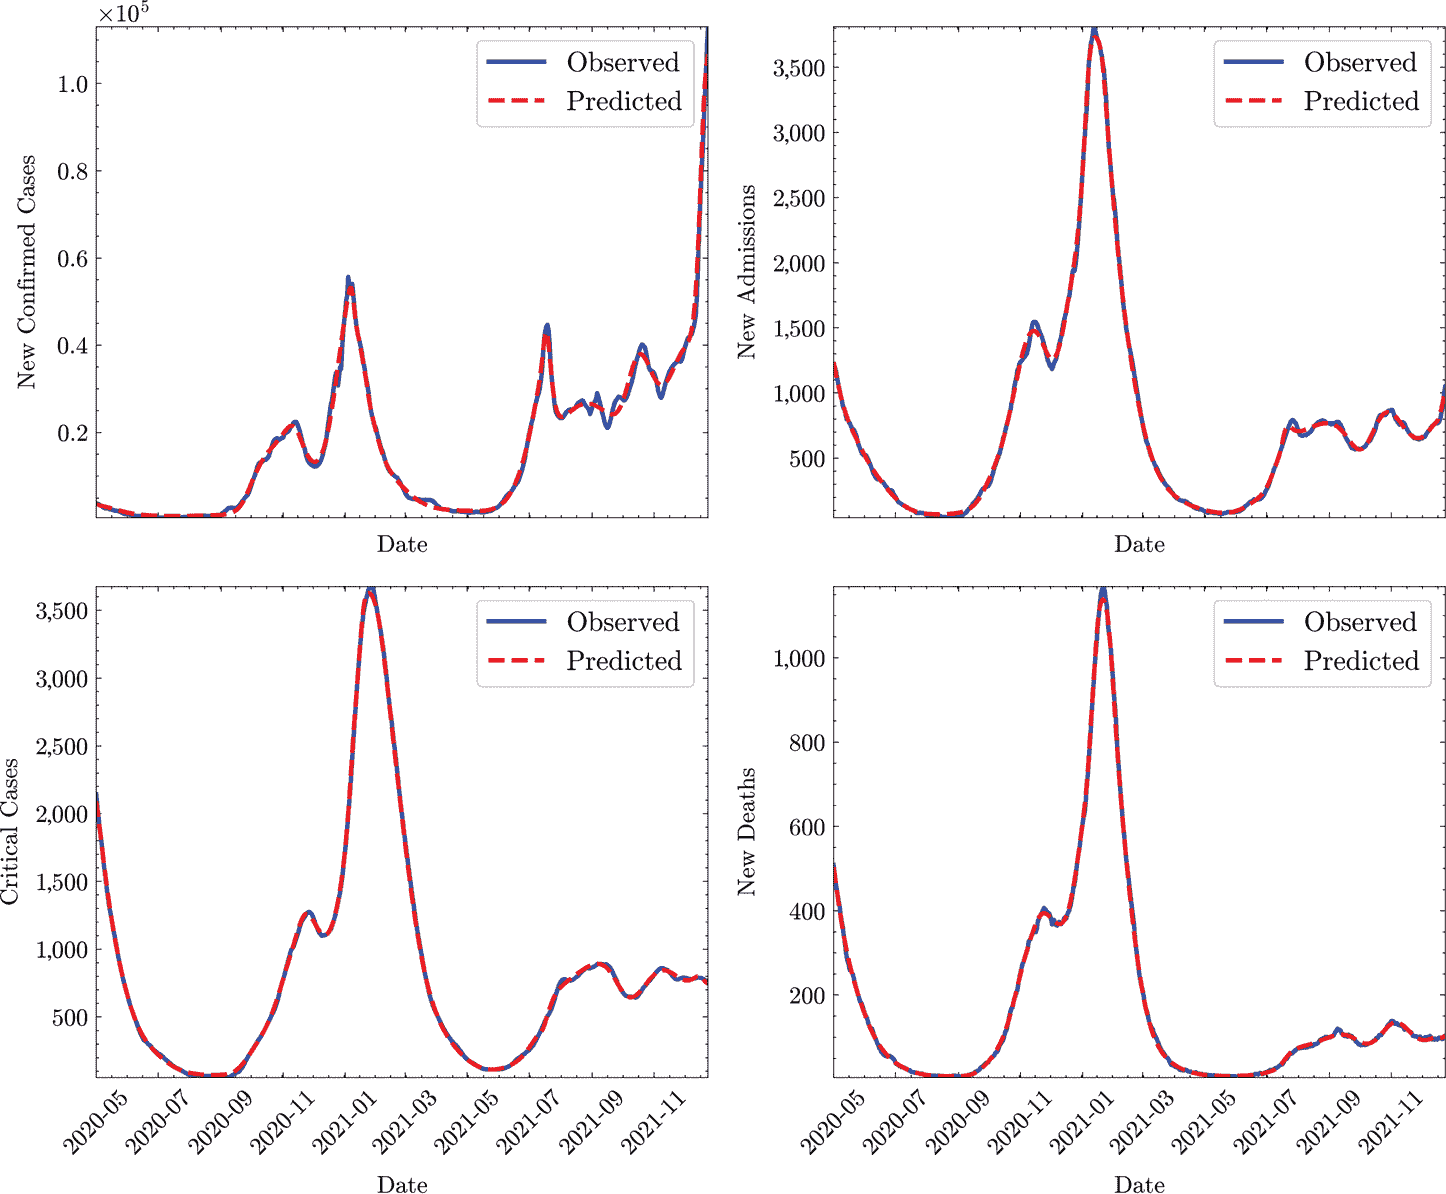 ×10⁵
New Confirmed Cases
1.0
0.8
0.6
0.4
0.2
Observed
Predicted
Date
New Admissions
3,500
3,000
2,500
2,000
1,500
1,000
500
Observed
Predicted
Date
Critical Cases
3,500
3,000
2,500
2,000
1,500
1,000
500
Observed
Predicted
2020-05 2020-07 2020-09 2020-11 2021-01 2021-03 2021-05 2021-07 2021-09 2021-11
Date
New Deaths
1,000
800
600
400
200
Observed
Predicted
2020-05 2020-07 2020-09 2020-11 2021-01 2021-03 2021-05 2021-07 2021-09 2021-11
Date